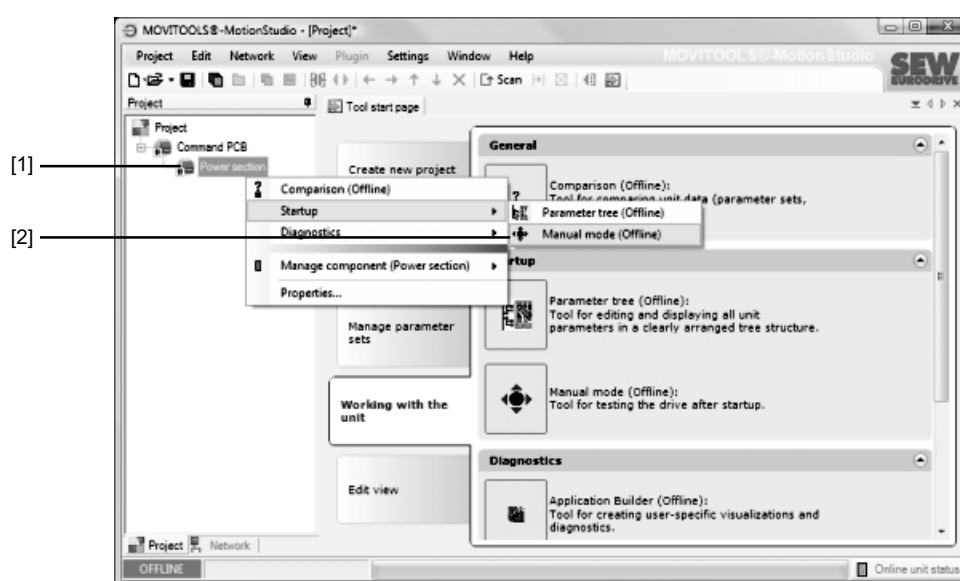 MOVITOOLS®-MotionStudio - [Project]*
Project Edit Network View Plugin Settings Window Help
MOVITOOLS®-MotionStudio
SEW
EURODRIVE
Scan
Project
Tool start page
Project
Command PCB
[1]
Power section
Create new project
General
Comparison (Offline)
Comparison (Offline):
Tool for comparing unit data (parameter sets,
Startup
Parameter tree (Offline)
[2]
Diagnostics
Manual mode (Offline)
Manage component (Power section)
Properties...
Parameter tree (Offline):
Tool for editing and displaying all unit
parameters in a clearly arranged tree structure.
Manage parameter
sets
Manual mode (Offline):
Tool for testing the drive after startup.
Working with the
unit
Diagnostics
Edit view
Application Builder (Offline):
Tool for creating user-specific visualizations and
diagnostics.
Project Network
OFFLINE
Online unit status